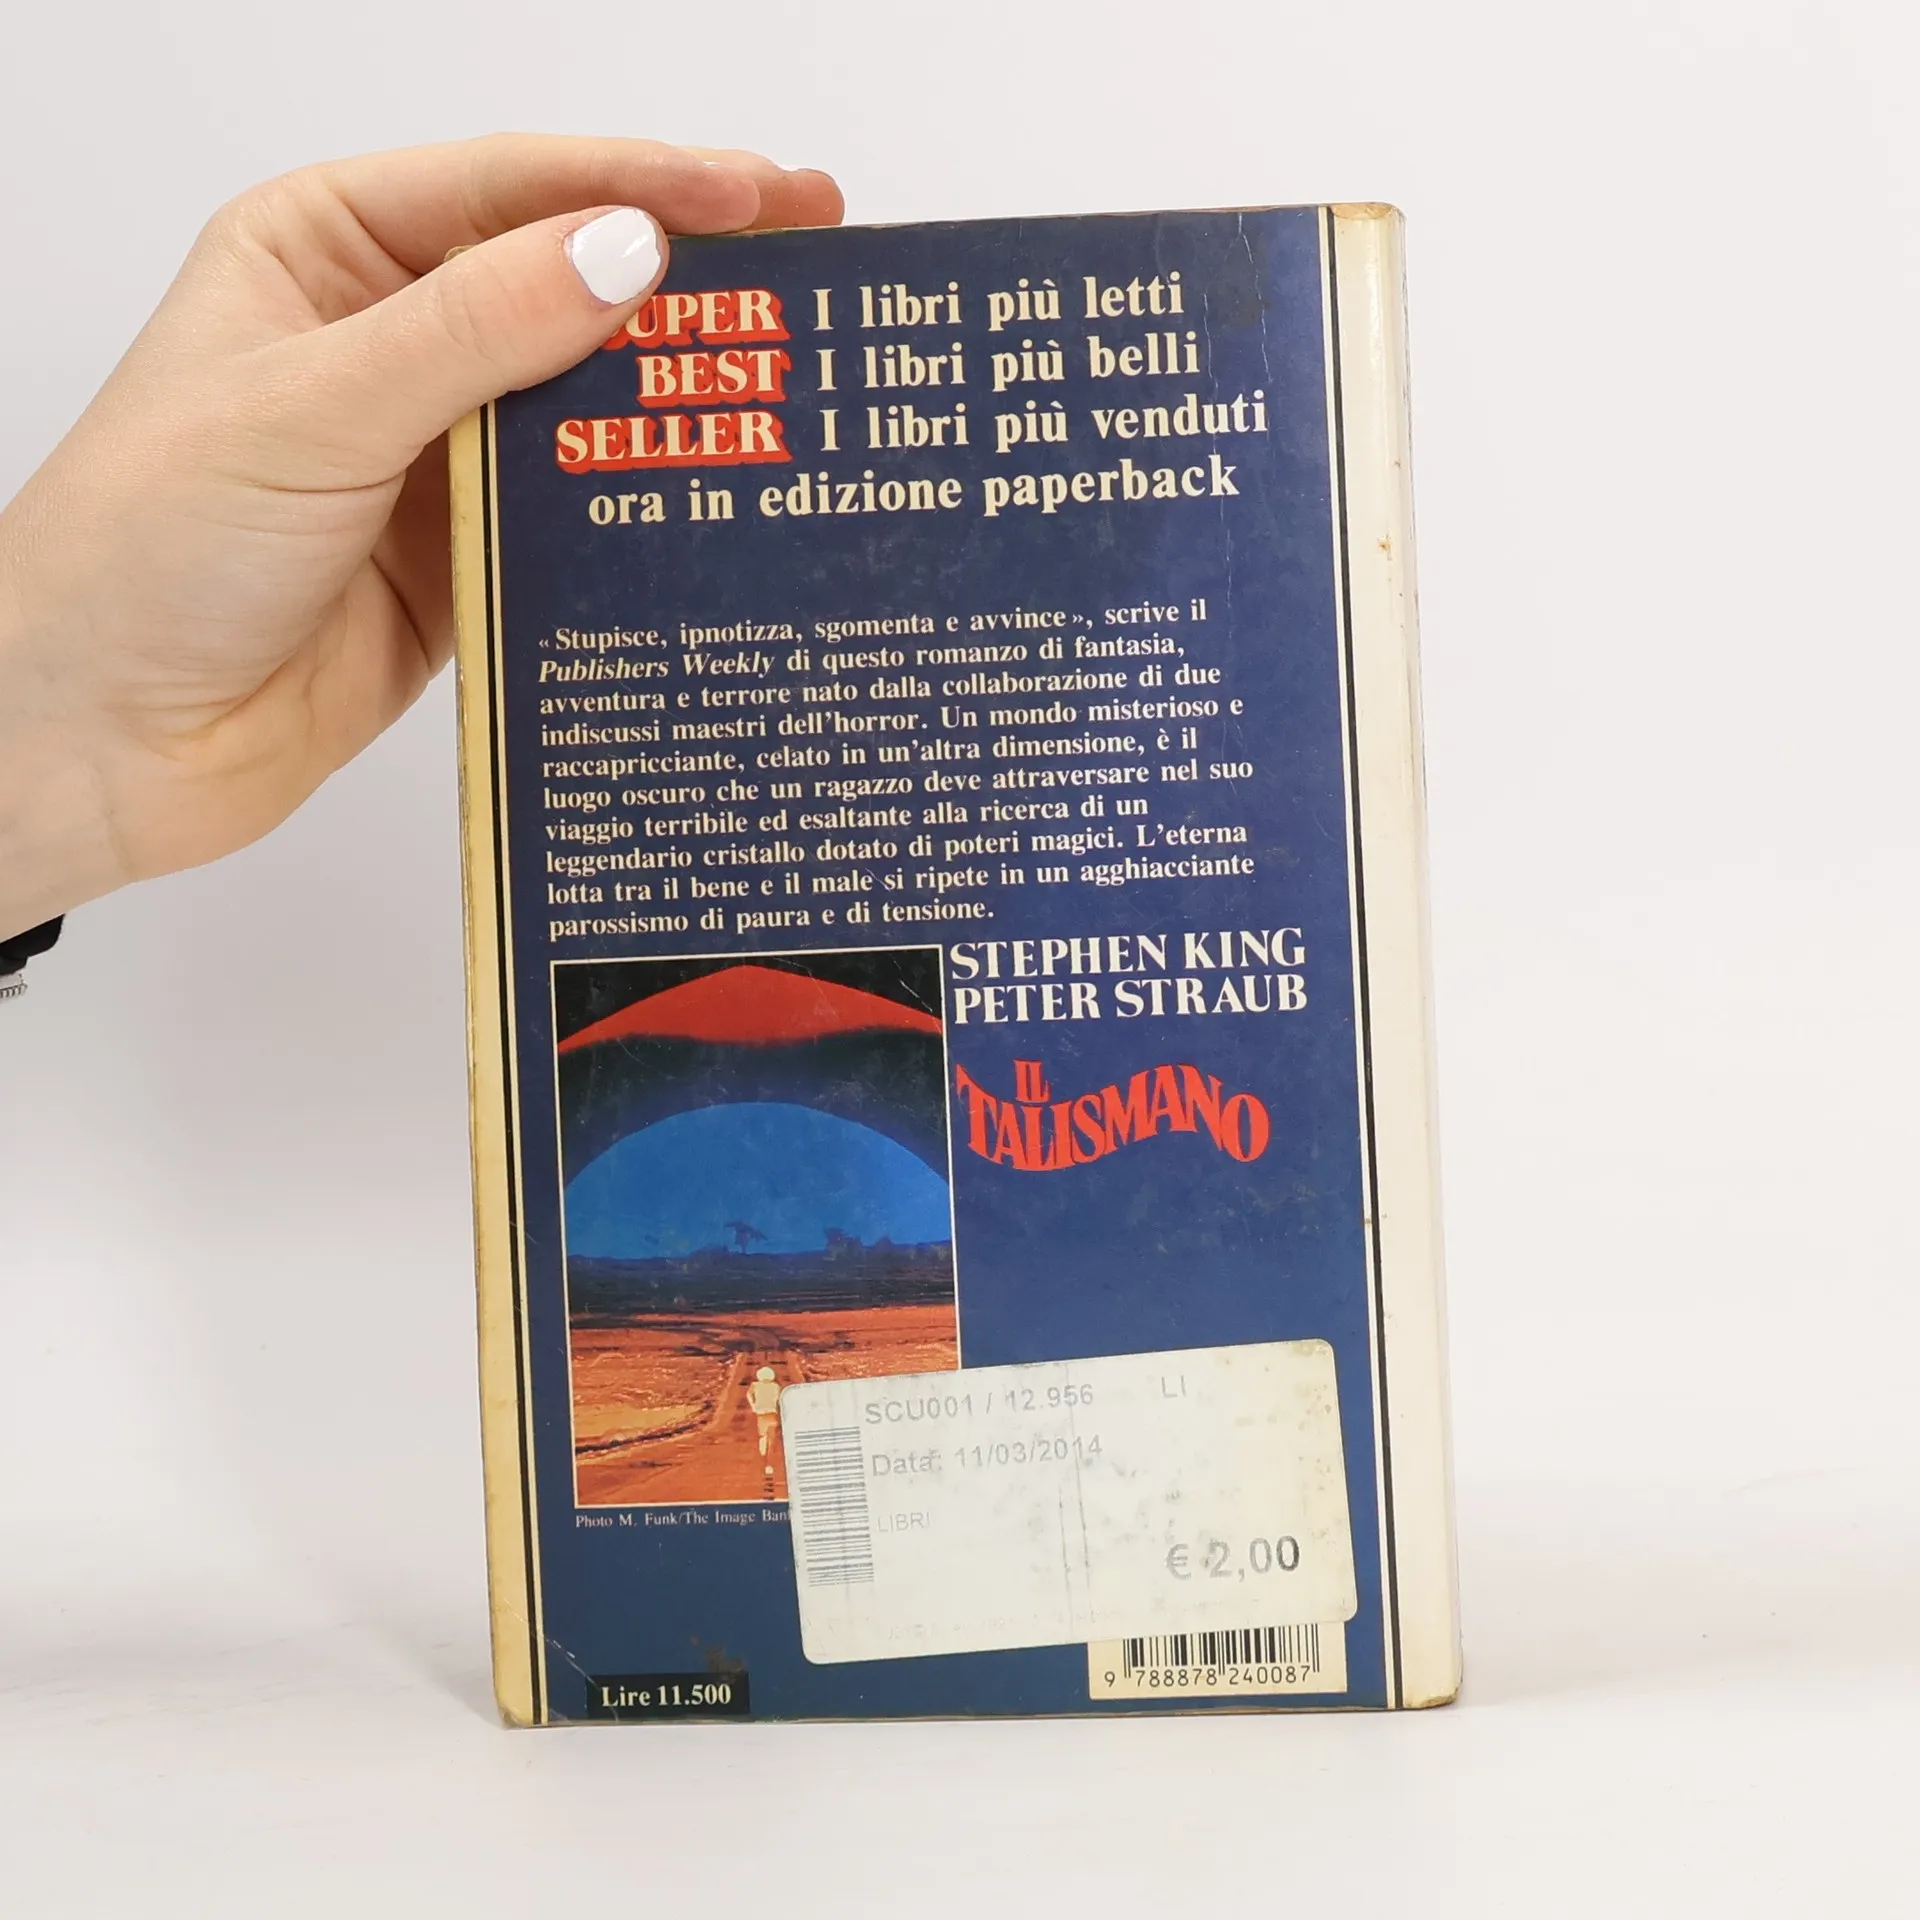 UPER I libri più letti
BEST I libri più belli
SELLER I libri più venduti
ora in edizione paperback
« Stupisce, ipnotizza, sgomenta e avvince », scrive il
Publishers Weekly di questo romanzo di fantasia,
avventura e terrore nato dalla collaborazione di due
indiscussi maestri dell'horror. Un mondo misterioso e
raccapricciante, celato in un'altra dimensione, è il
luogo oscuro che un ragazzo deve attraversare nel suo
viaggio terribile ed esaltante alla ricerca di un
leggendario cristallo dotato di poteri magici. L'eterna
lotta tra il bene e il male si ripete in un agghiacciante
parossismo di paura e di tensione.
STEPHEN KING
PETER STRAUB
IL
TALISMANO
SCU001 / 12.956 LI
Data: 11/03/2014
LIBRI
€ 2,00
Photo M. Funk/The Image Ban
Lire 11.500
9 788878 240087